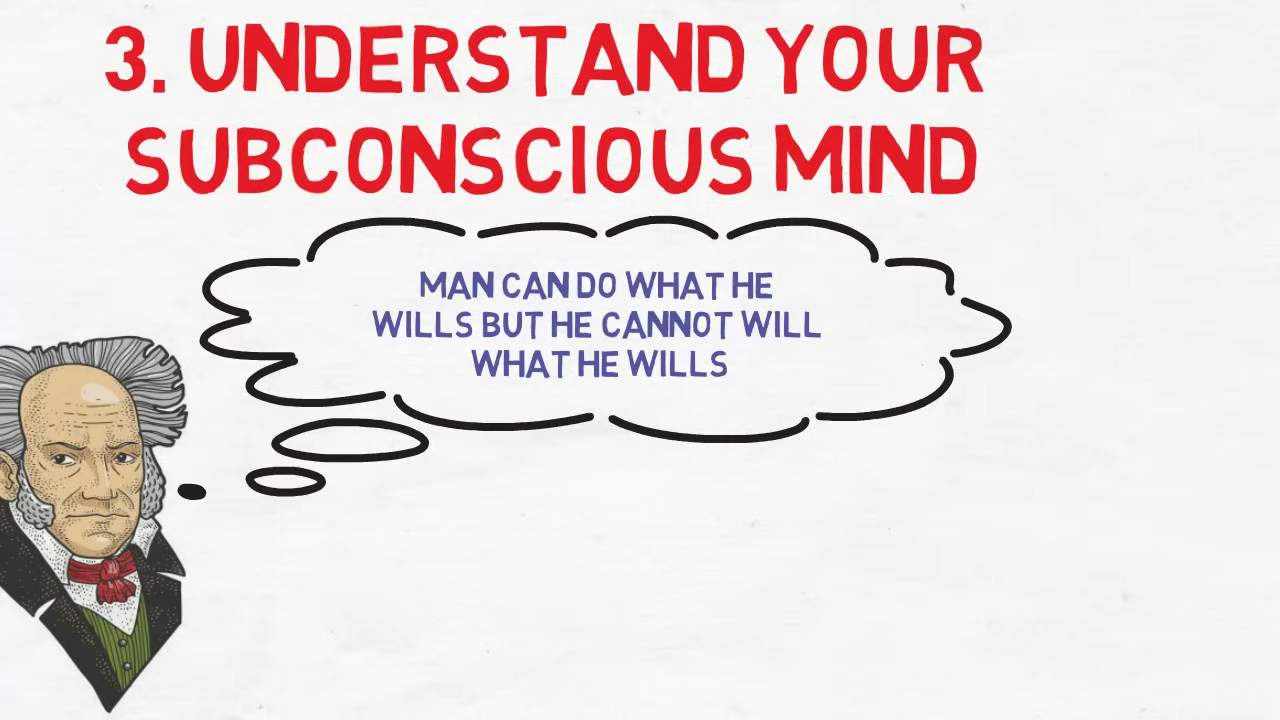 3. UNDERSTAND YOUR
SUBCONSCIOUS MIND
MAN CAN DO WHAT HE
WILLS BUT HE CANNOT WILL
WHAT HE WILLS